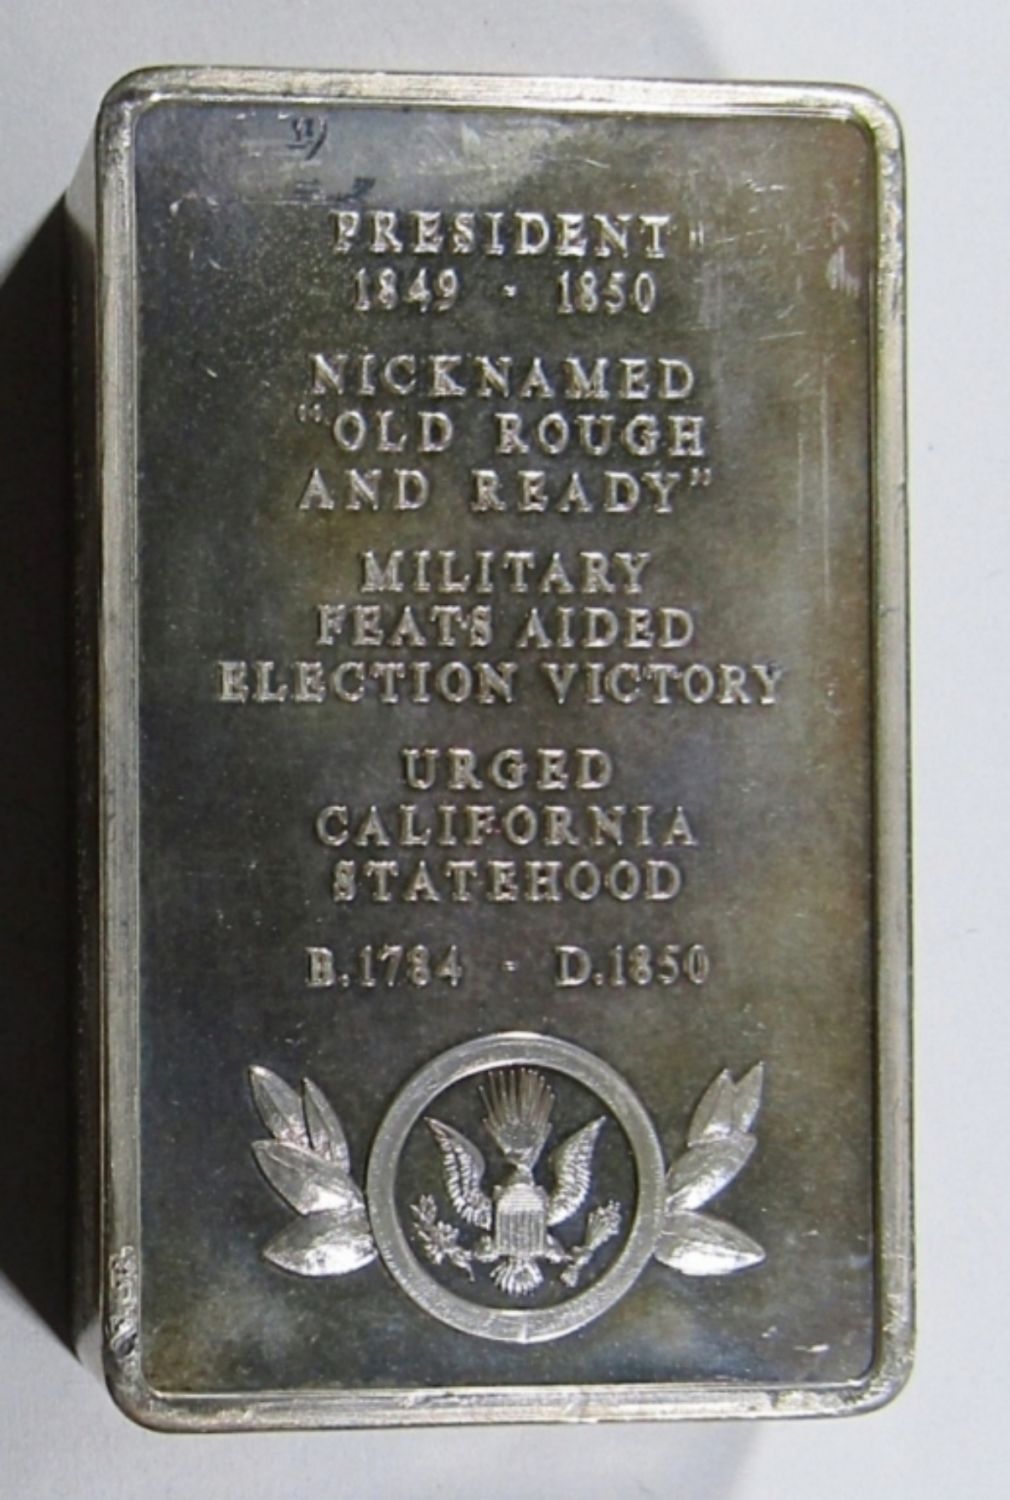 PRESIDENT
1849 - 1850
NICKNAMED
"OLD ROUGH
AND READY"
MILITARY
FEATS AIDED
ELECTION VICTORY
URGED
CALIFORNIA
STATEHOOD
B.1784 - D.1850